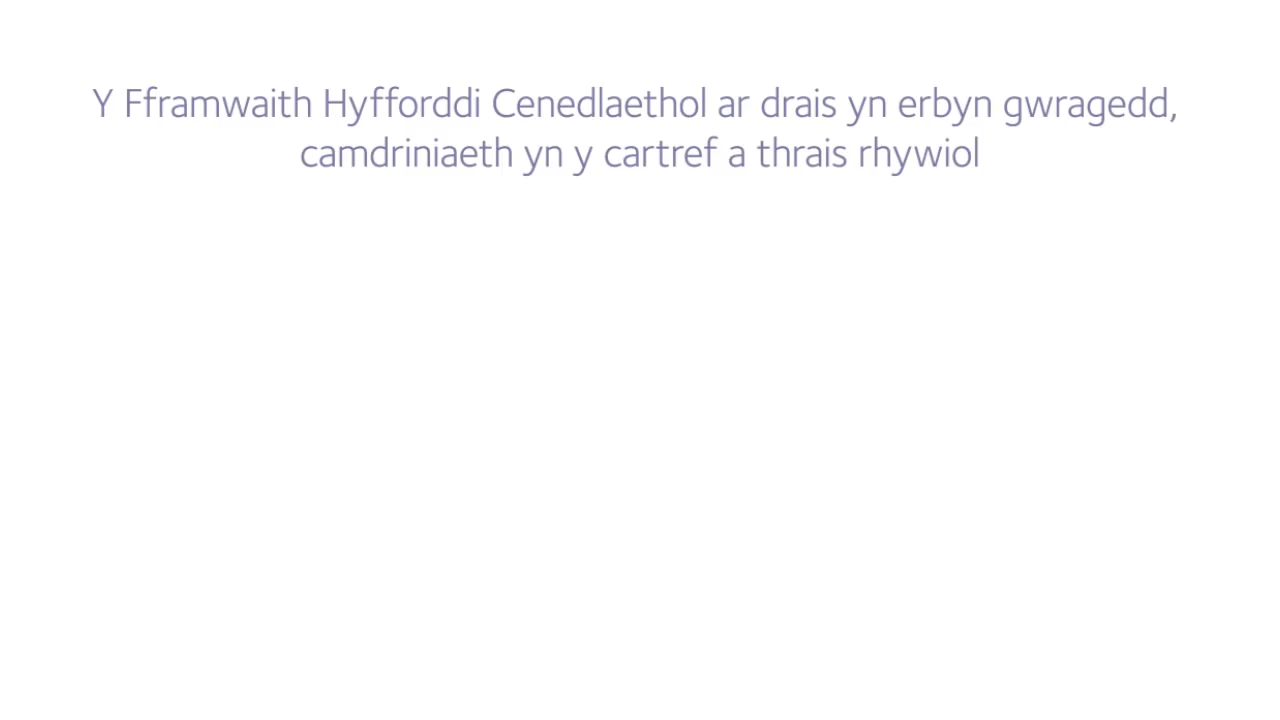 Y Fframwaith Hyfforddi Cenedlaethol ar drais yn erbyn gwragedd,
camdriniaeth yn y cartref a thrais rhywiol